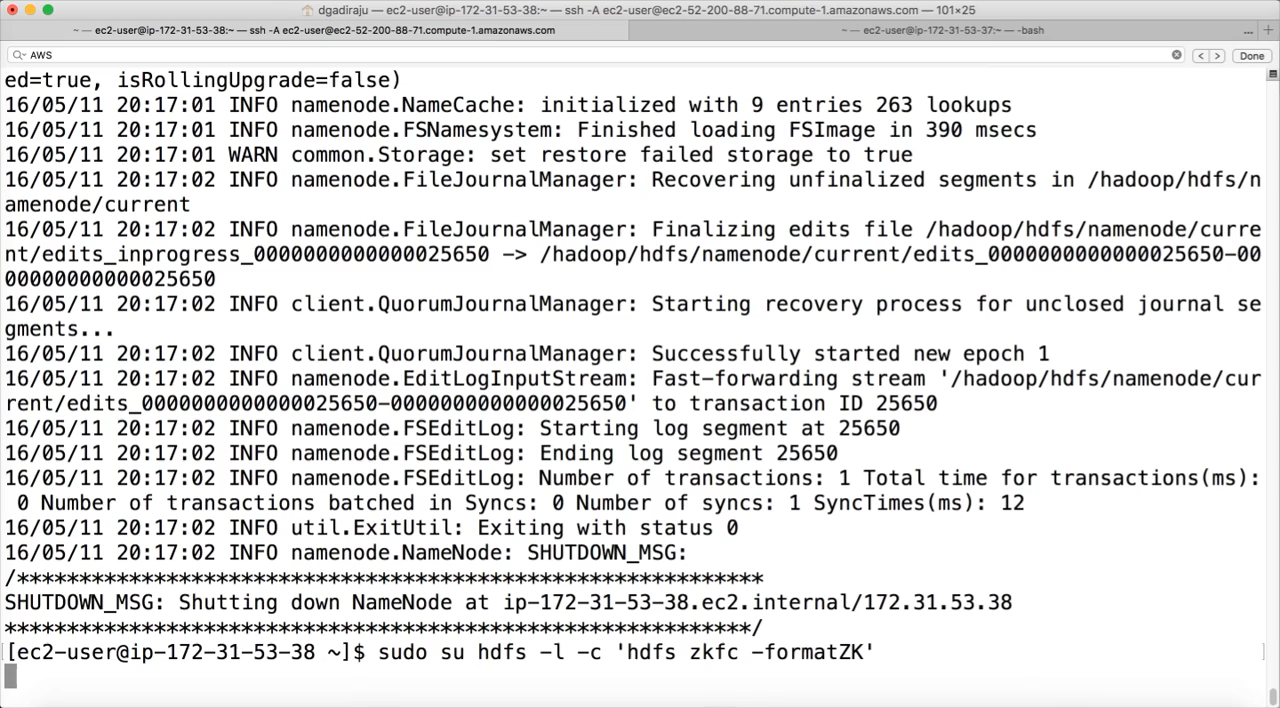 dgadiraju — ec2-user@ip-172-31-53-38:~ — ssh -A ec2-user@ec2-52-200-88-71.compute-1.amazonaws.com — 101×25
~ — ec2-user@ip-172-31-53-38:~ — ssh -A ec2-user@ec2-52-200-88-71.compute-1.amazonaws.com
~ — ec2-user@ip-172-31-53-37:~ — -bash
... +
AWS
< > Done
ed=true, isRollingUpgrade=false)
16/05/11 20:17:01 INFO namenode.NameCache: initialized with 9 entries 263 lookups
16/05/11 20:17:01 INFO namenode.FSNamesystem: Finished loading FSImage in 390 msecs
16/05/11 20:17:01 WARN common.Storage: set restore failed storage to true
16/05/11 20:17:02 INFO namenode.FileJournalManager: Recovering unfinalized segments in /hadoop/hdfs/n
amenode/current
16/05/11 20:17:02 INFO namenode.FileJournalManager: Finalizing edits file /hadoop/hdfs/namenode/curre
nt/edits_inprogress_0000000000000025650 -> /hadoop/hdfs/namenode/current/edits_0000000000000025650-00
00000000000025650
16/05/11 20:17:02 INFO client.QuorumJournalManager: Starting recovery process for unclosed journal se
gments...
16/05/11 20:17:02 INFO client.QuorumJournalManager: Successfully started new epoch 1
16/05/11 20:17:02 INFO namenode.EditLogInputStream: Fast-forwarding stream '/hadoop/hdfs/namenode/cur
rent/edits_0000000000000025650-0000000000000025650' to transaction ID 25650
16/05/11 20:17:02 INFO namenode.FSEditLog: Starting log segment at 25650
16/05/11 20:17:02 INFO namenode.FSEditLog: Ending log segment 25650
16/05/11 20:17:02 INFO namenode.FSEditLog: Number of transactions: 1 Total time for transactions(ms):
 0 Number of transactions batched in Syncs: 0 Number of syncs: 1 SyncTimes(ms): 12
16/05/11 20:17:02 INFO util.ExitUtil: Exiting with status 0
16/05/11 20:17:02 INFO namenode.NameNode: SHUTDOWN_MSG:
/************************************************************
SHUTDOWN_MSG: Shutting down NameNode at ip-172-31-53-38.ec2.internal/172.31.53.38
************************************************************/
[ec2-user@ip-172-31-53-38 ~]$ sudo su hdfs -l -c 'hdfs zkfc -formatZK'